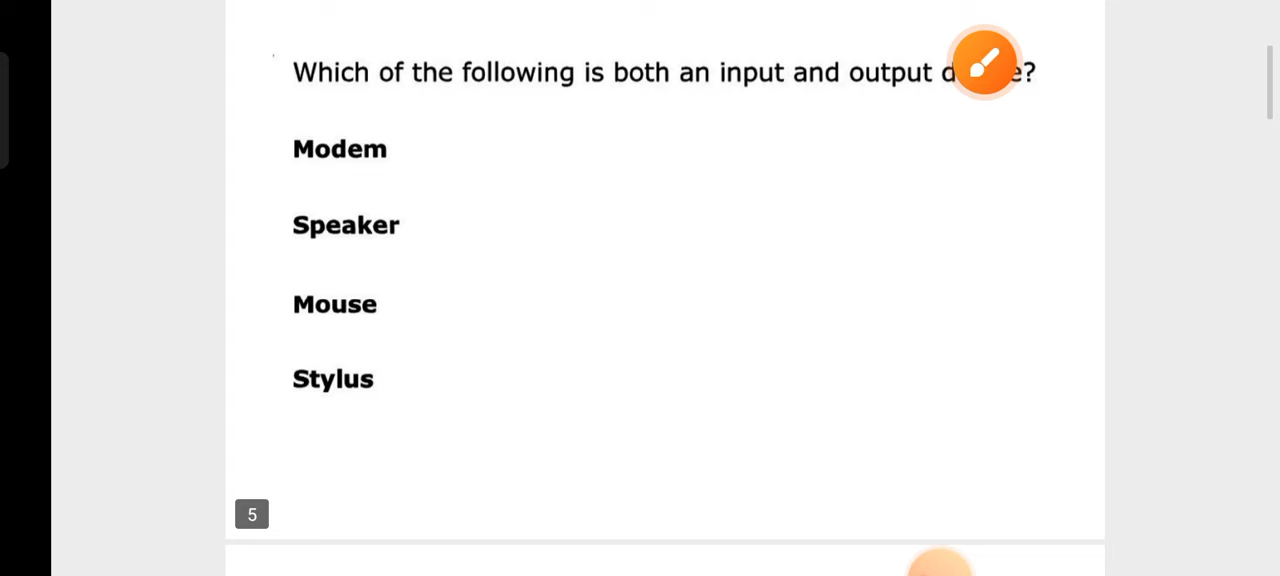 Which of the following is both an input and output
Modem
Speaker
Mouse
Stylus
5